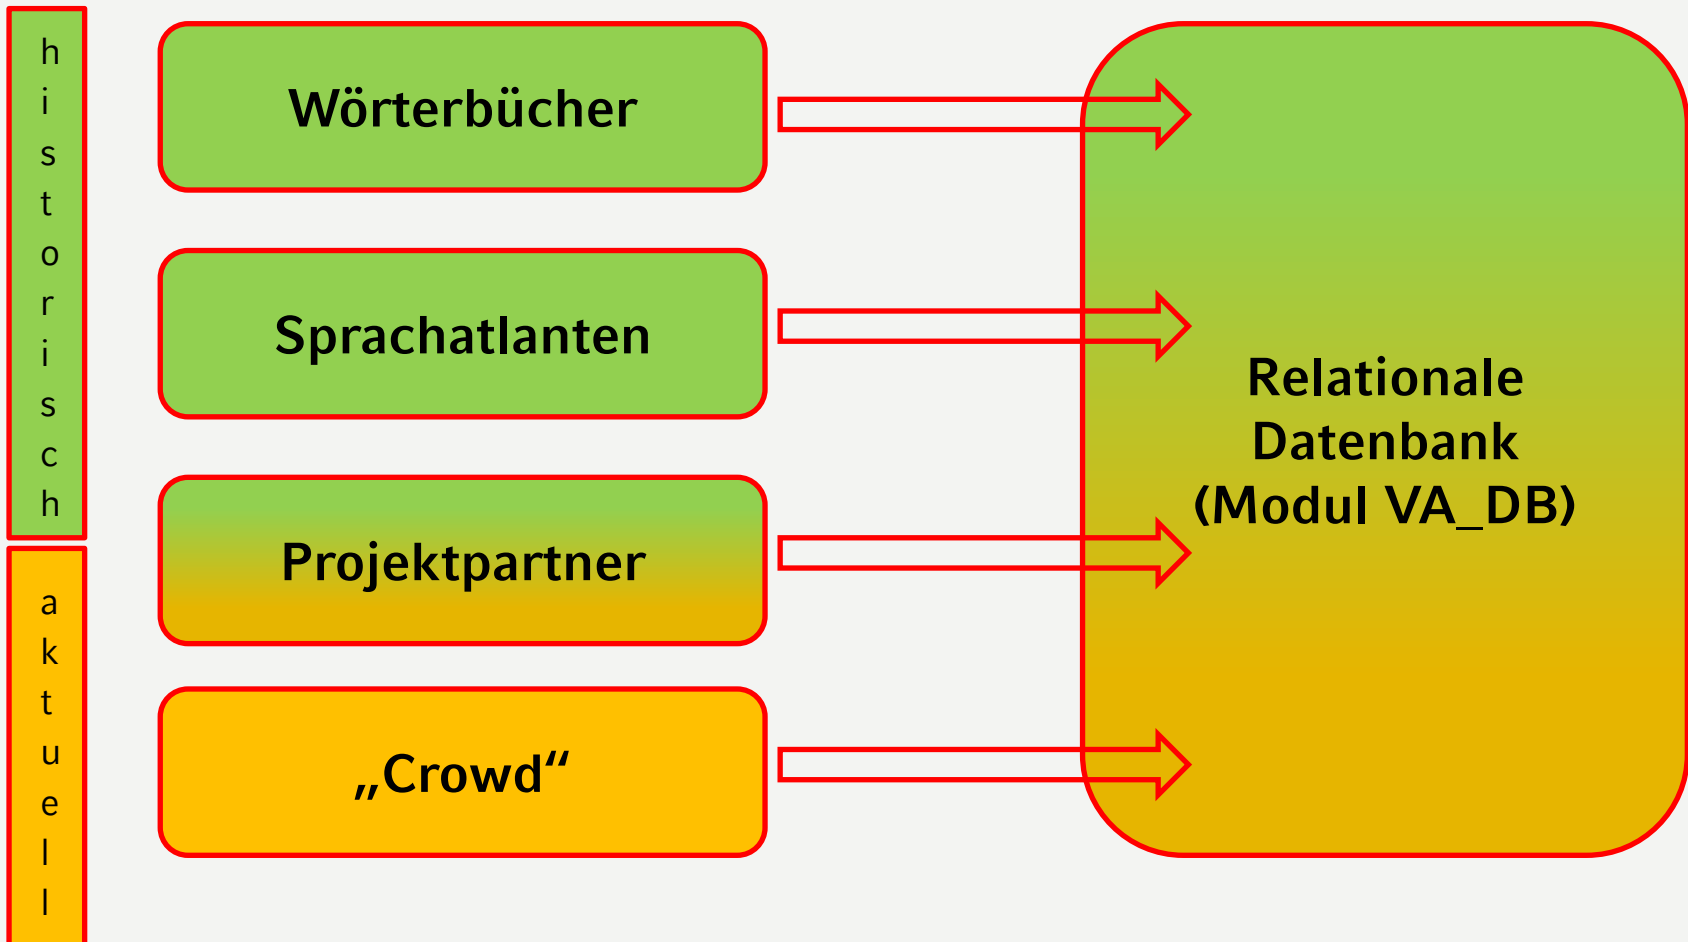 historisch
aktuell
Wörterbücher
Sprachatlanten
Projektpartner
„Crowd“
Relationale
Datenbank
(Modul VA_DB)